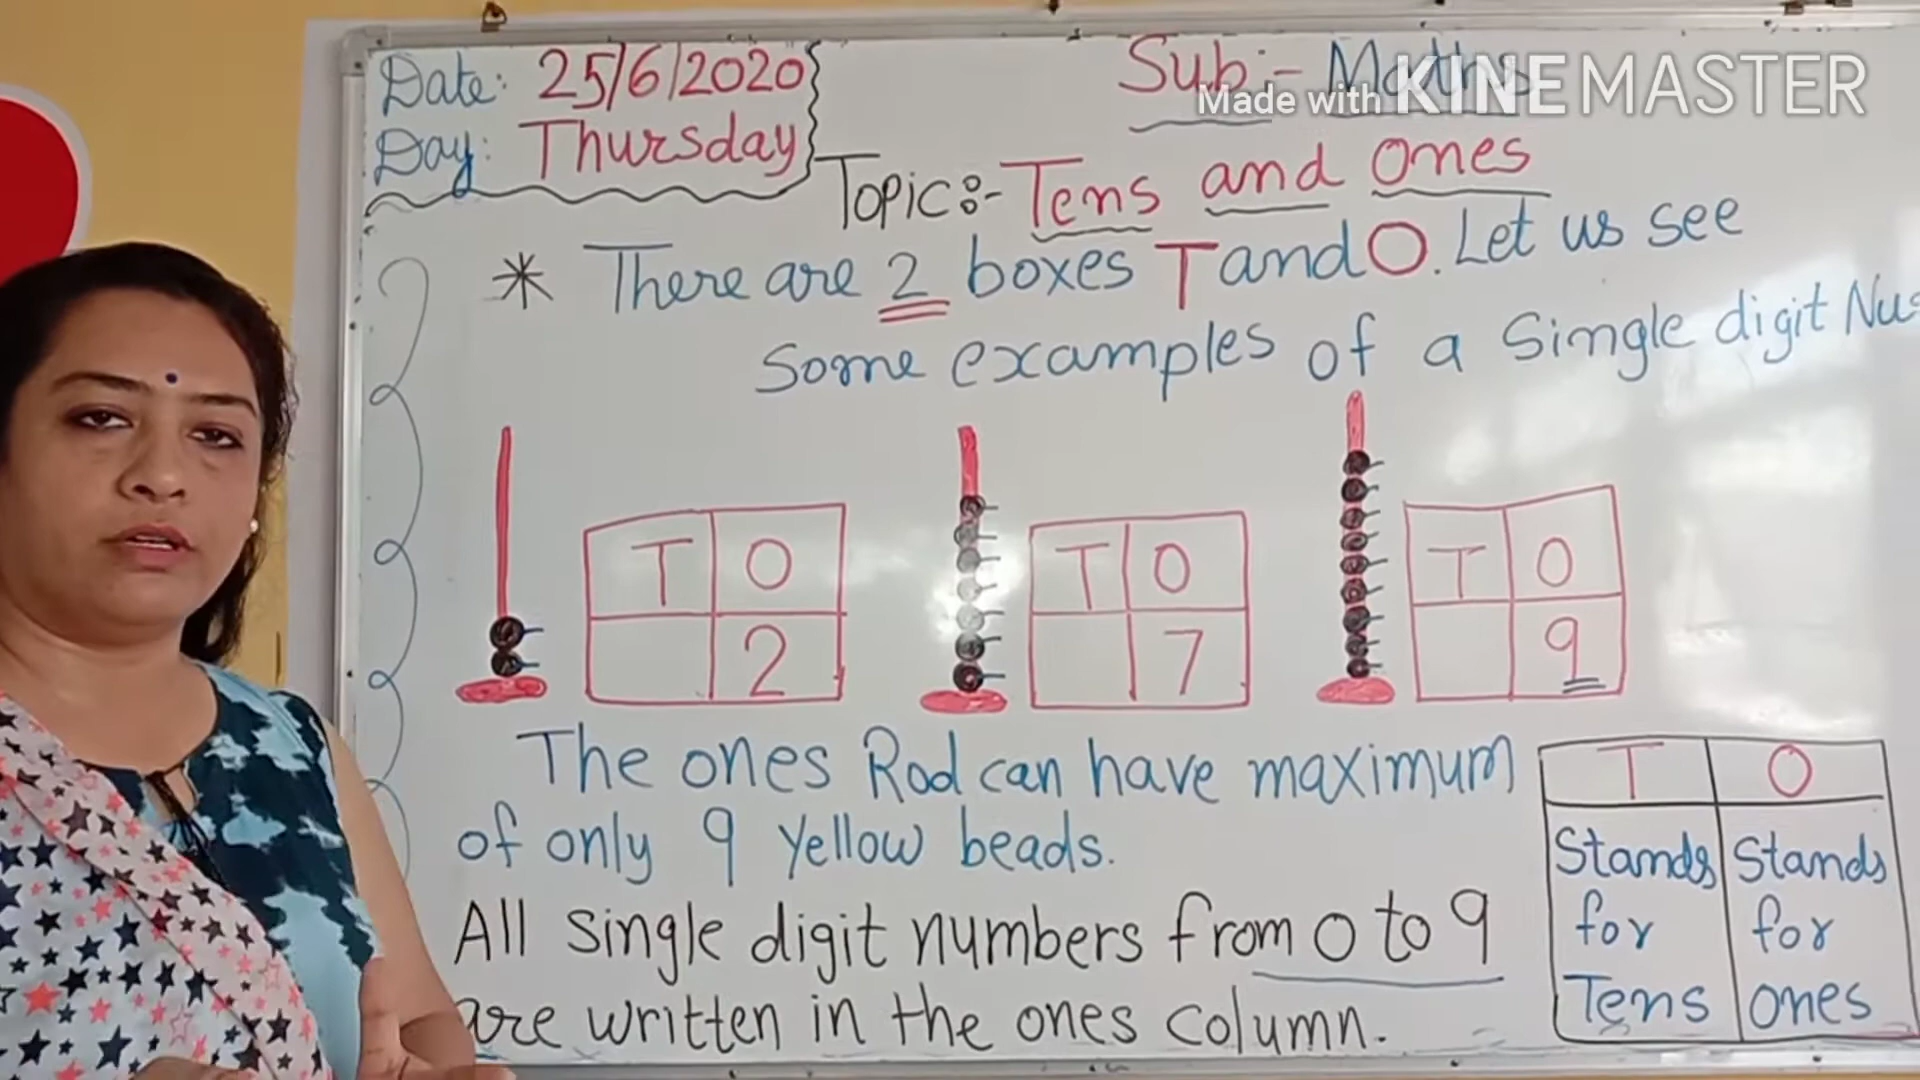 Date: 25/6/2020
Day: Thursday
Sub:- Maths
Made with KINEMASTER
Topic:- Tens and ones
* There are 2 boxes T and O. Let us see
Some examples of a Single digit
T O
2
T O
7
T O
9
The ones Rod can have maximum
of only 9 Yellow beads.
All single digit numbers from 0 to 9
are written in the ones column.
T O
Stands Stands
for for
Tens ones